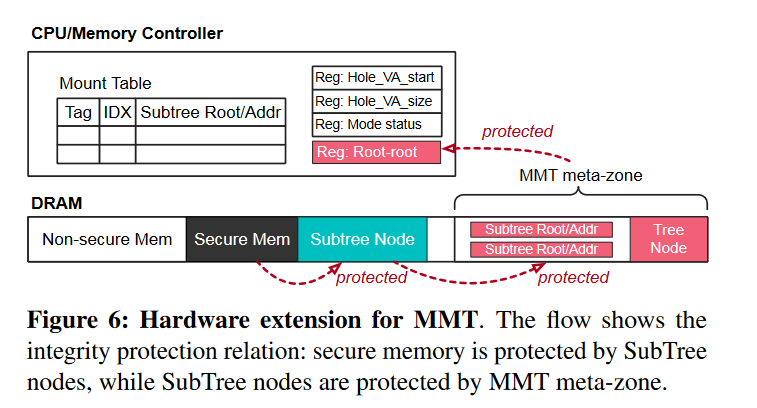 CPU/Memory Controller
Mount Table
Tag IDX Subtree Root/Addr
Reg: Hole_VA_start
Reg: Hole_VA_size
Reg: Mode status
Reg: Root-root
protected
MMT meta-zone
DRAM
Non-secure Mem
Secure Mem
Subtree Node
Subtree Root/Addr
Subtree Root/Addr
Tree
Node
protected
protected
Figure 6: Hardware extension for MMT. The flow shows the
integrity protection relation: secure memory is protected by SubTree
nodes, while SubTree nodes are protected by MMT meta-zone.